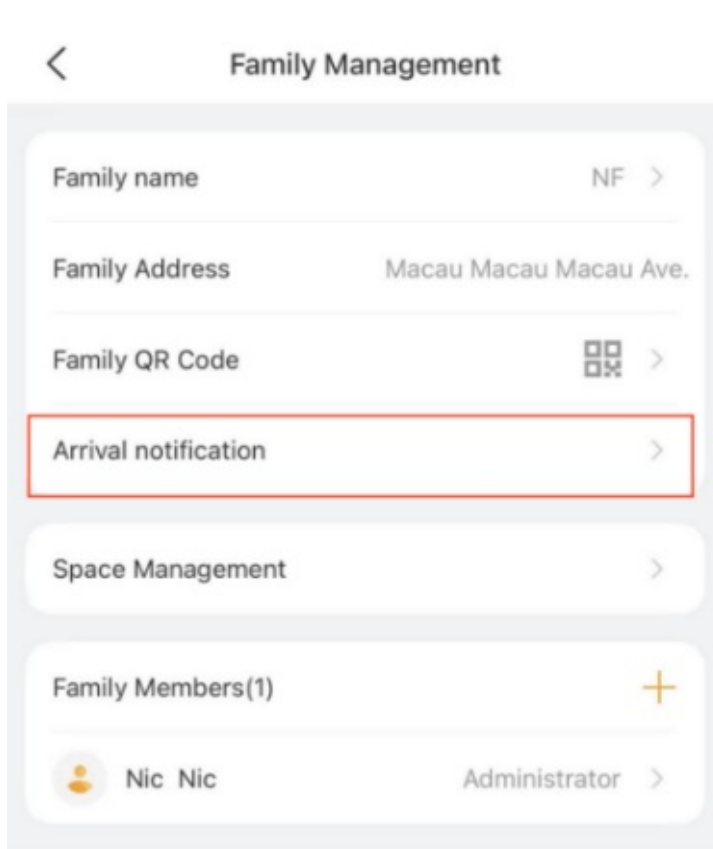 Family Management
Family name NF
Family Address Macau Macau Macau Ave.
Family QR Code
Arrival notification
Space Management
Family Members(1)
Nic Nic Administrator